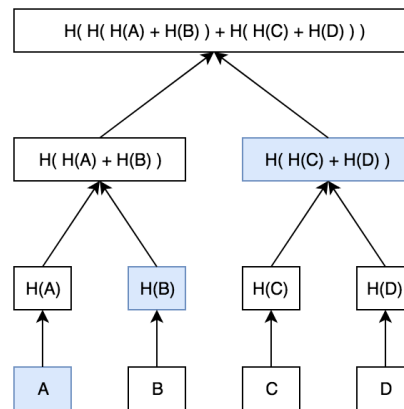 H( H( H(A) + H(B) ) + H( H(C) + H(D) ) )
H( H(A) + H(B) )
H( H(C) + H(D) )
H(A)
H(B)
H(C)
H(D)
A
B
C
D